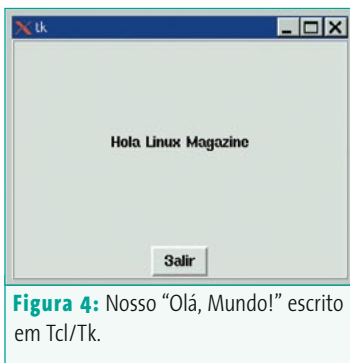 tk
Hola Linux Magazine
Salir
Figura 4: Nosso “Olá, Mundo!” escrito
em Tcl/Tk.